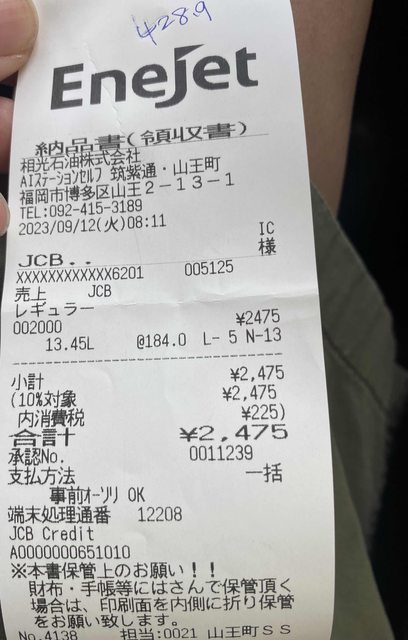 428.9
EneJet
納品書(領収書)
相光石油株式会社
AIステーションセルフ 筑紫通・山王町
福岡市博多区山王2-13-1
TEL:092-415-3189
2023/09/12(火)08:11
IC
JCB.. 様
XXXXXXXXXXXX6201 005125
売上 JCB
レギュラー
002000 ¥2475
13.45L @184.0 L- 5 N-13
小計 ¥2,475
(10%対象 ¥2,475
内消費税 ¥225)
合計 ¥2,475
承認No. 0011239
支払方法 一括
事前オーソリ OK
端末処理通番 12208
JCB Credit
A0000000651010
※本書保管上のお願い!!
財布・手帳等にはさんで保管頂く
場合は、印刷面を内側に折り保管
をお願い致します。
No.4138 担当:0021 山王町SS